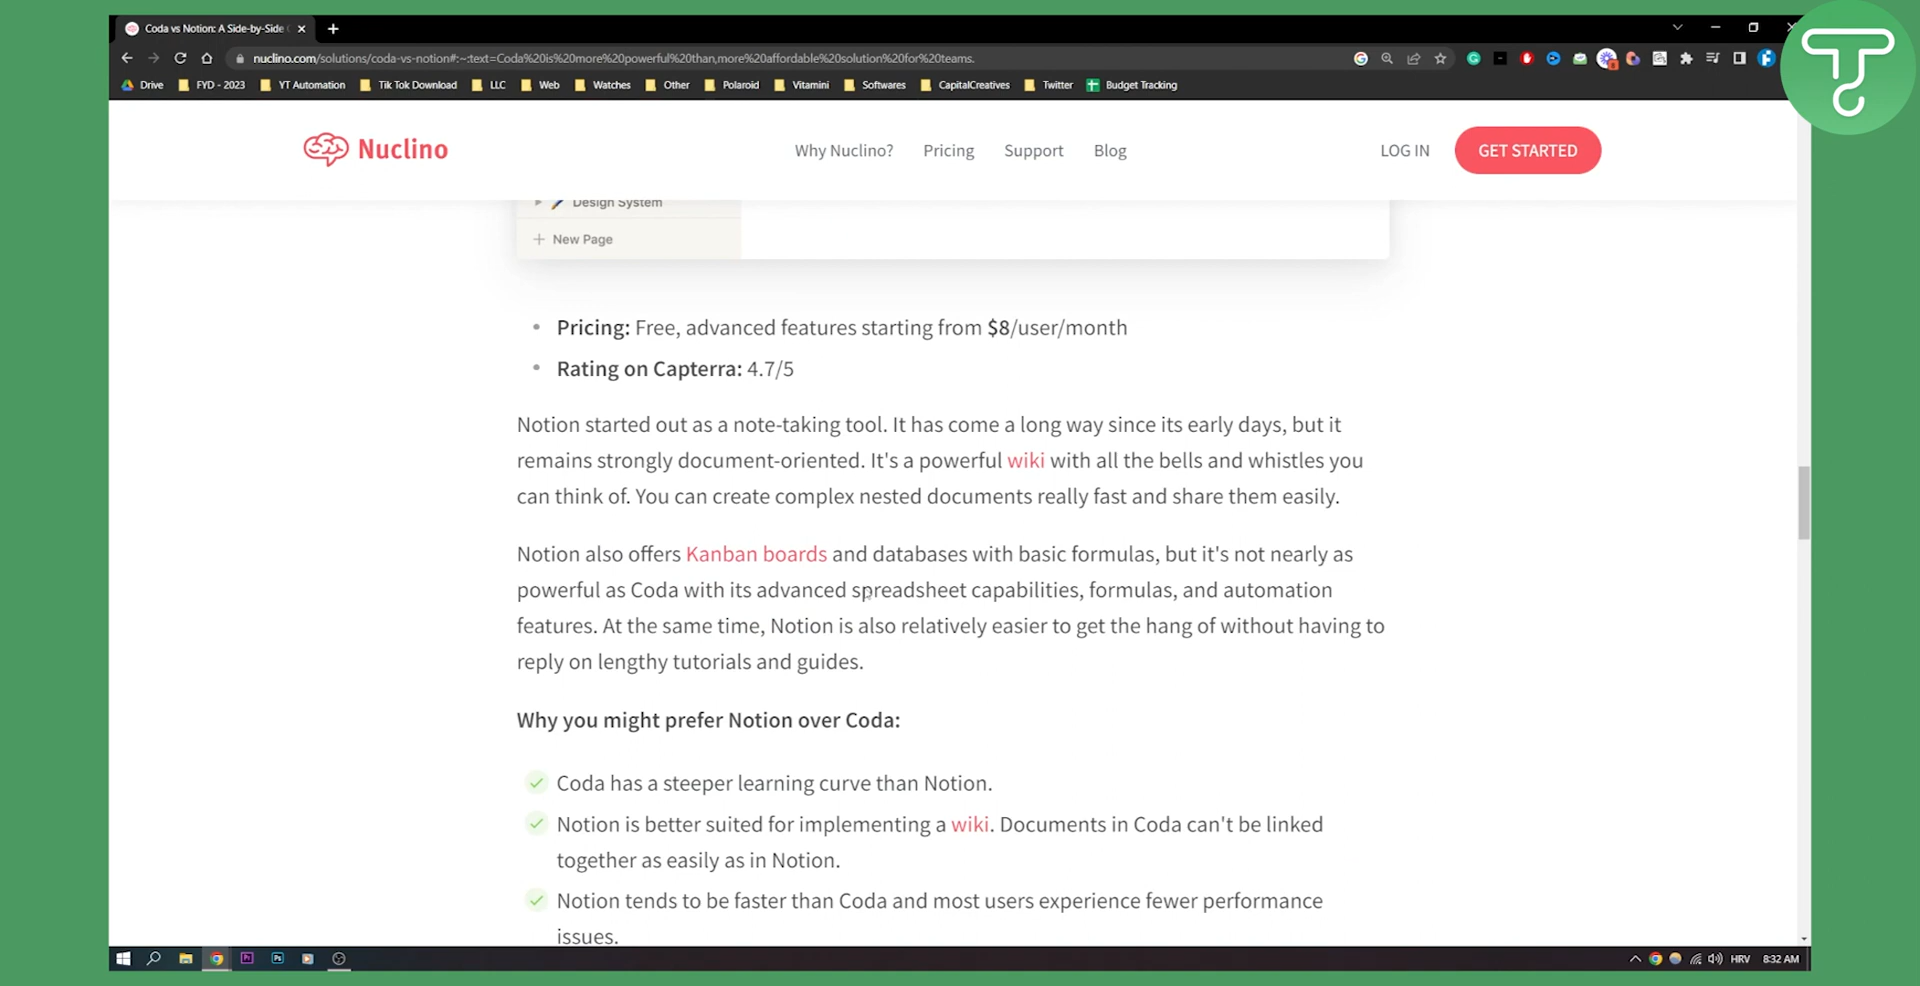 Coda vs Notion: A Side-by-Side
nuclino.com/solutions/coda-vs-notion#:~:text=Coda%20is%20more%20powerful%20than,more%20affordable%20solution%20for%20teams.
Drive FYD - 2023 YT Automation Tik Tok Download LLC Web Watches Other Polaroid Vitamini Softwares CapitalCreatives Twitter Budget Tracking
Nuclino Why Nuclino? Pricing Support Blog LOG IN GET STARTED
Design System
+ New Page
• Pricing: Free, advanced features starting from $8/user/month
• Rating on Capterra: 4.7/5
Notion started out as a note-taking tool. It has come a long way since its early days, but it
remains strongly document-oriented. It's a powerful wiki with all the bells and whistles you
can think of. You can create complex nested documents really fast and share them easily.
Notion also offers Kanban boards and databases with basic formulas, but it's not nearly as
powerful as Coda with its advanced spreadsheet capabilities, formulas, and automation
features. At the same time, Notion is also relatively easier to get the hang of without having to
reply on lengthy tutorials and guides.
Why you might prefer Notion over Coda:
Coda has a steeper learning curve than Notion.
Notion is better suited for implementing a wiki. Documents in Coda can't be linked
together as easily as in Notion.
Notion tends to be faster than Coda and most users experience fewer performance
issues.
Pr Ps HRV 8:32 AM